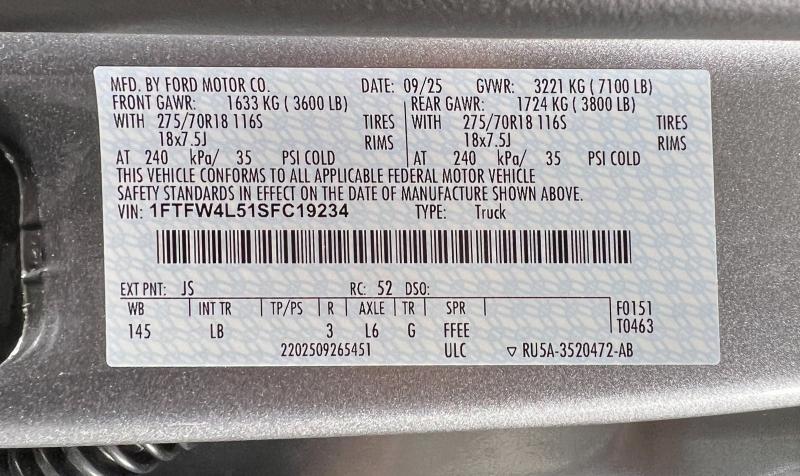 MFD. BY FORD MOTOR CO. DATE: 09/25 GVWR: 3221 KG ( 7100 LB)
FRONT GAWR: 1633 KG ( 3600 LB) REAR GAWR: 1724 KG ( 3800 LB)
WITH 275/70R18 116S TIRES WITH 275/70R18 116S TIRES
18x7.5J RIMS 18x7.5J RIMS
AT 240 kPa/ 35 PSI COLD AT 240 kPa/ 35 PSI COLD
THIS VEHICLE CONFORMS TO ALL APPLICABLE FEDERAL MOTOR VEHICLE
SAFETY STANDARDS IN EFFECT ON THE DATE OF MANUFACTURE SHOWN ABOVE.
VIN: 1FTFW4L51SFC19234 TYPE: Truck
EXT PNT: JS RC: 52 DSO:
WB INT TR TP/PS R AXLE TR SPR F0151
145 LB 3 L6 G FFEE T0463
2202509265451 ULC ▽ RU5A-3520472-AB